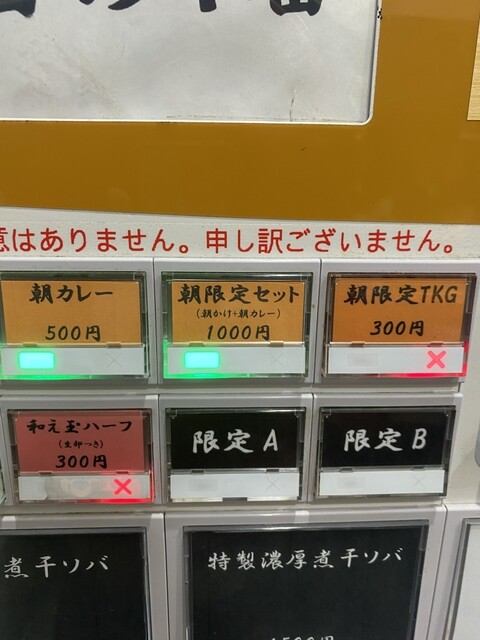 意はありません。申し訳ございません。
朝カレー
500円
朝限定セット
(朝かけ+朝カレー)
1000円
朝限定TKG
300円
和え玉ハーフ
(生卵つき)
300円
限定A
限定B
煮干ソバ
特製濃厚煮干ソバ